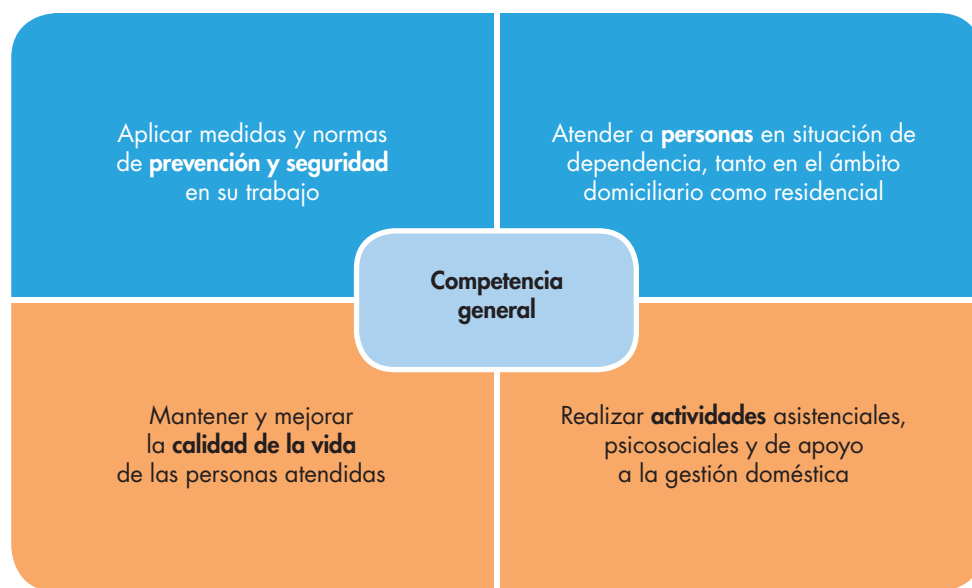 Aplicar medidas y normas
de prevención y seguridad
en su trabajo
Atender a personas en situación de
dependencia, tanto en el ámbito
domiciliario como residencial
Competencia
general
Mantener y mejorar
la calidad de la vida
de las personas atendidas
Realizar actividades asistenciales,
psicosociales y de apoyo
a la gestión doméstica